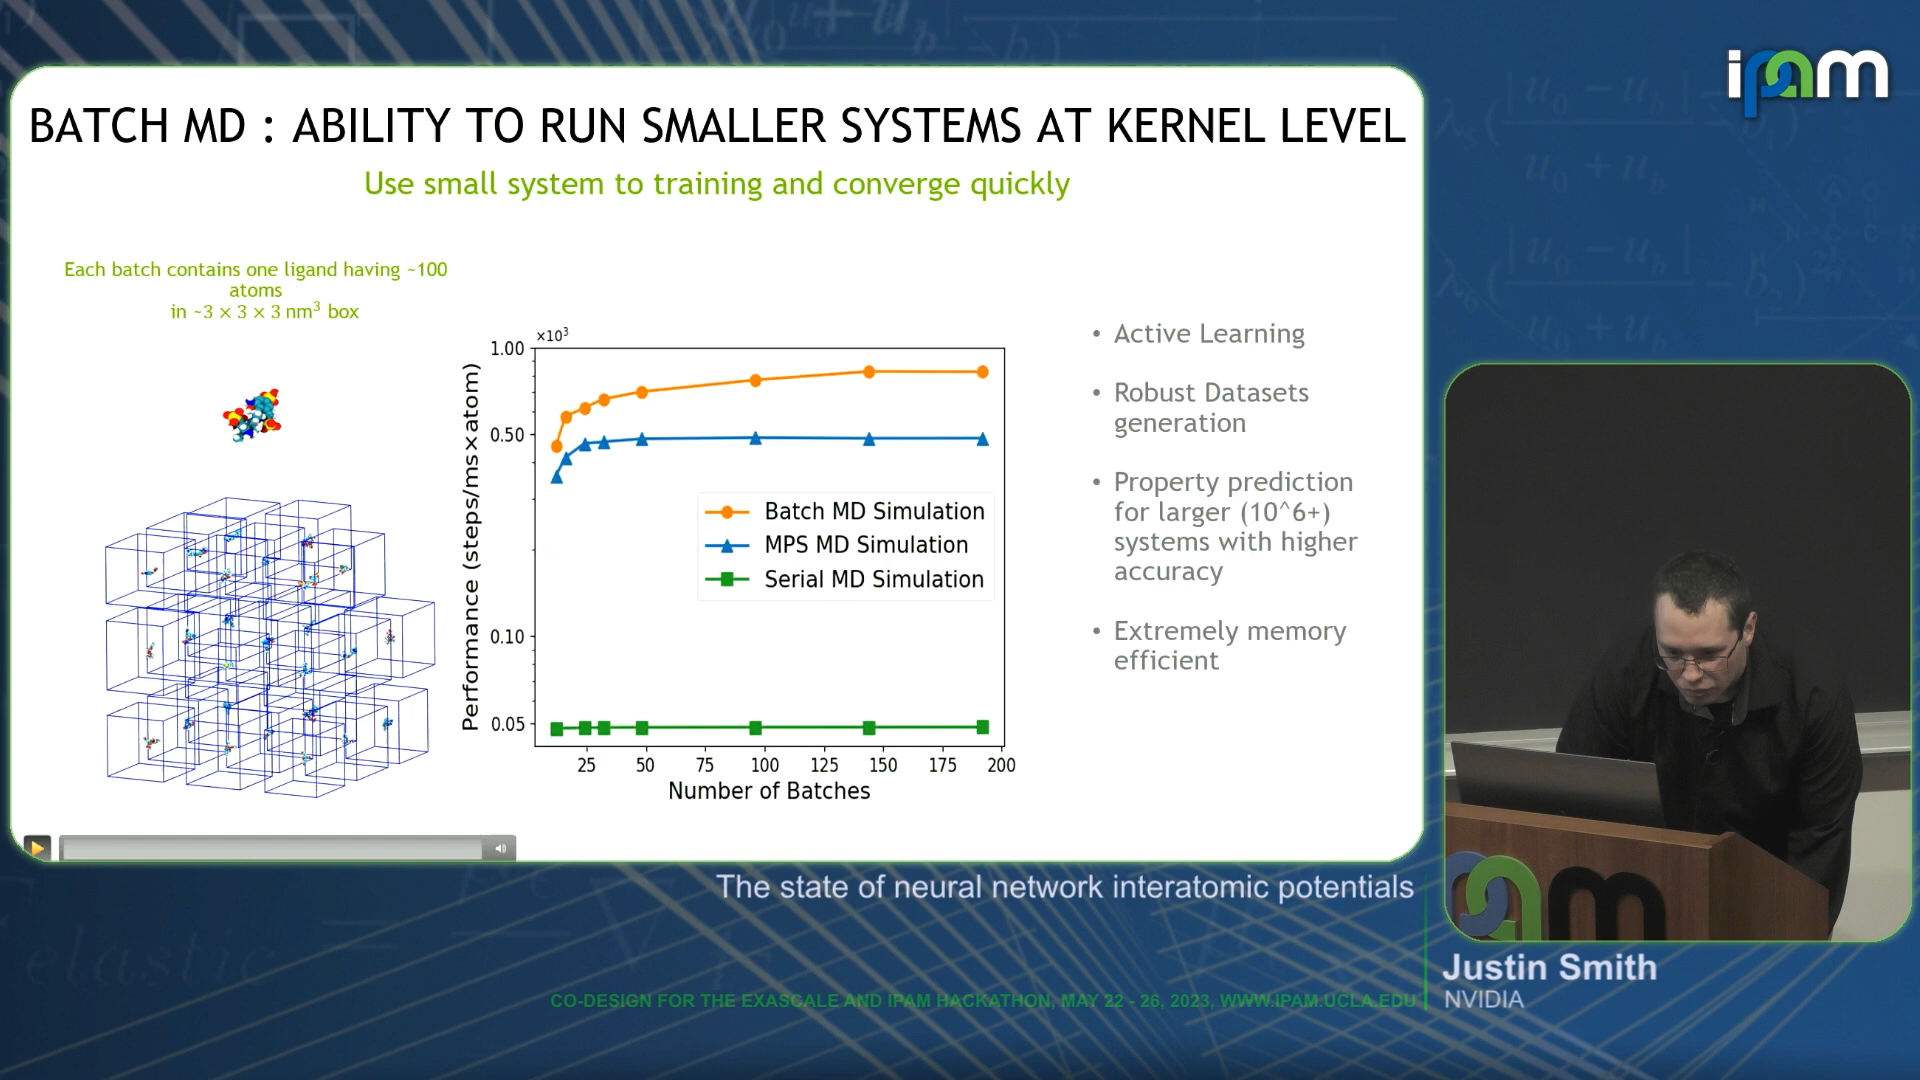 ipam
BATCH MD : ABILITY TO RUN SMALLER SYSTEMS AT KERNEL LEVEL
Use small system to training and converge quickly
Each batch contains one ligand having ~100
atoms
in ~3 × 3 × 3 nm³ box
×10³
1.00
0.50
0.10
0.05
Performance (steps/ms×atom)
Batch MD Simulation
MPS MD Simulation
Serial MD Simulation
25 50 75 100 125 150 175 200
Number of Batches
• Active Learning
• Robust Datasets
generation
• Property prediction
for larger (10^6+)
systems with higher
accuracy
• Extremely memory
efficient
The state of neural network interatomic potentials
Justin Smith
NVIDIA
CO-DESIGN FOR THE EXASCALE AND IPAM HACKATHON, MAY 22 - 26, 2023, WWW.IPAM.UCLA.EDU
elastic
am